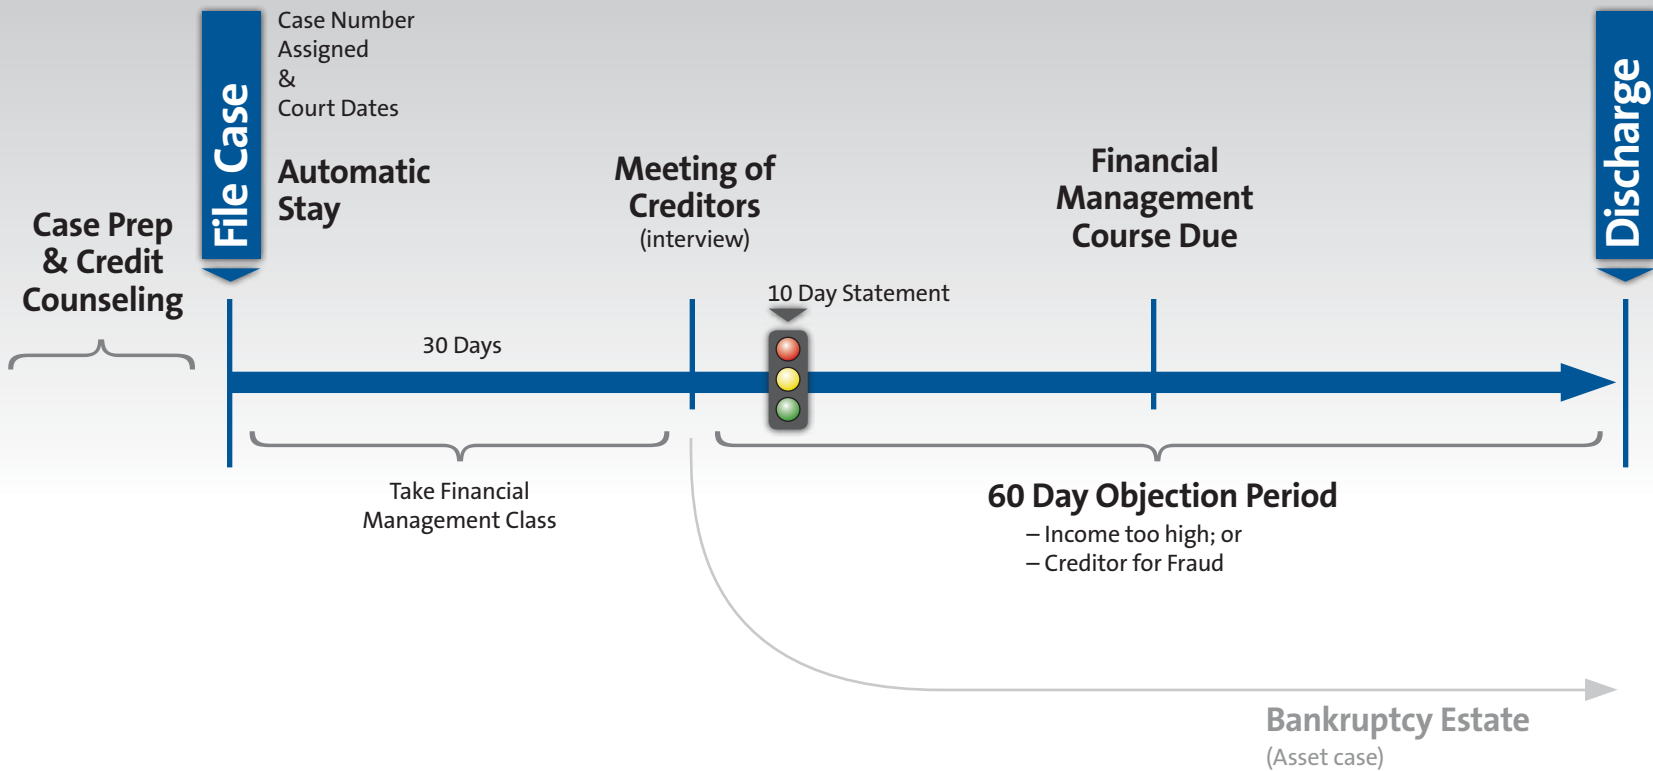 Case Prep
& Credit
Counseling
File Case
Case Number
Assigned
&
Court Dates
Automatic
Stay
30 Days
Take Financial
Management Class
Meeting of
Creditors
(interview)
10 Day Statement
Financial
Management
Course Due
60 Day Objection Period
– Income too high; or
– Creditor for Fraud
Discharge
Bankruptcy Estate
(Asset case)